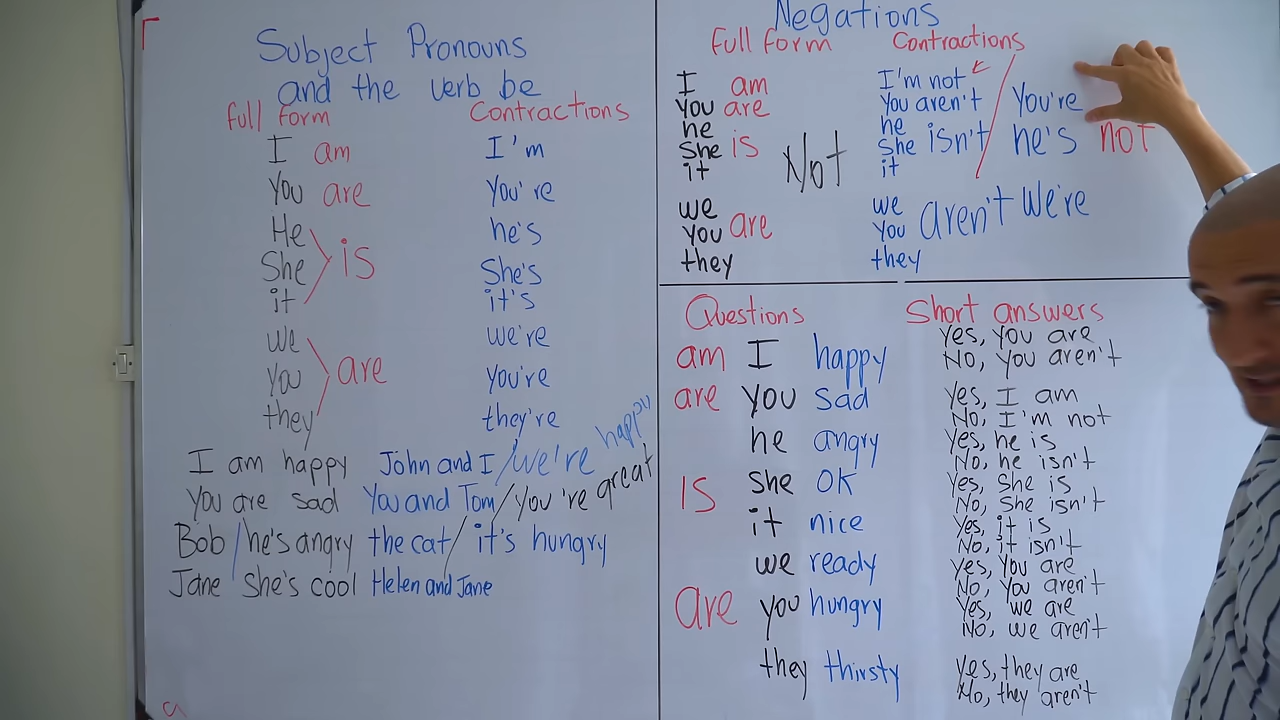 Subject Pronouns
and the verb be
full form Contractions
I am I'm
You are You're
He he's
She is She's
it it's
we we're
You are you're
they they're
I am happy John and I / we're happy
You are sad You and Tom / you're great
Bob / he's angry the cat / it's hungry
Jane she's cool Helen and Jane
Negations
full form Contractions
I am I'm not
you are You aren't / You're
he he
she is Not she isn't he's not
it it
we we
you are you aren't we're
they they
Questions Short answers
am I happy Yes, you are
No, you aren't
are you sad Yes, I am
No, I'm not
he angry Yes, he is
No, he isn't
Is she OK Yes, she is
No, she isn't
it nice Yes, it is
No, it isn't
we ready Yes, you are
No, you aren't
are you hungry Yes, we are
No, we aren't
they thirsty Yes, they are
No, they aren't